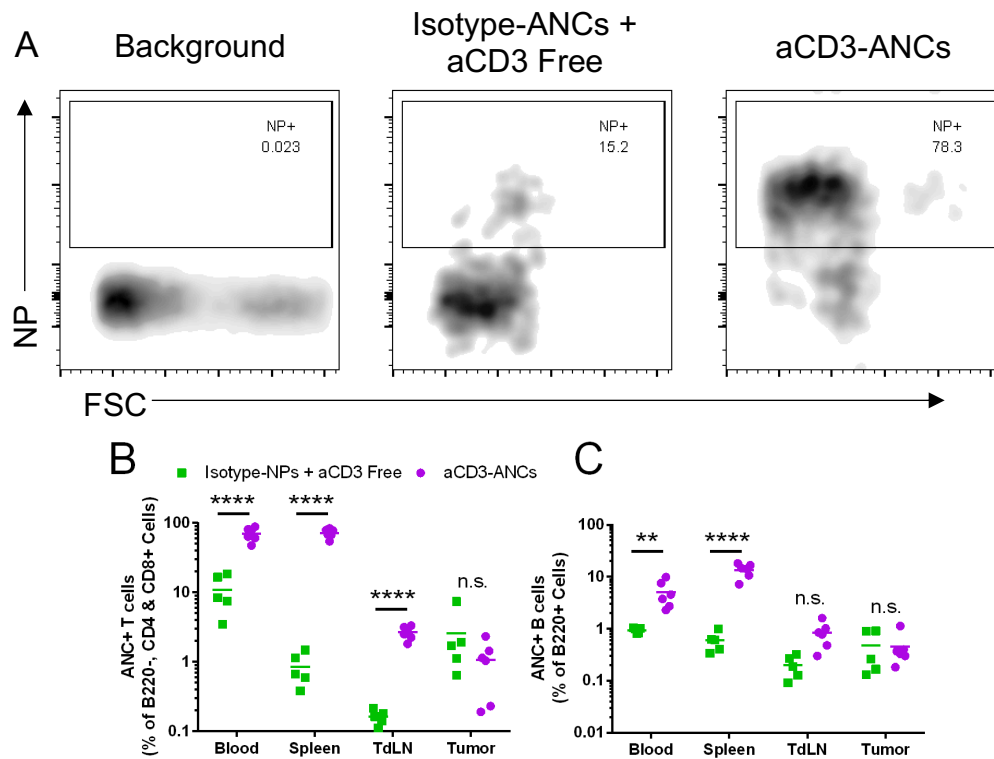 A
Background
Isotype-ANCs +
aCD3 Free
aCD3-ANCs
NP+
0.023
NP+
15.2
NP+
78.3
NP
FSC
B
Isotype-NPs + aCD3 Free
aCD3-ANCs
ANC+ T cells
(% of B220-, CD4 & CD8+ Cells)
100
10
1
0.1
****
****
****
n.s.
Blood
Spleen
TdLN
Tumor
C
ANC+ B cells
(% of B220+ Cells)
100
10
1
0.1
0.01
**
****
n.s.
n.s.
Blood
Spleen
TdLN
Tumor